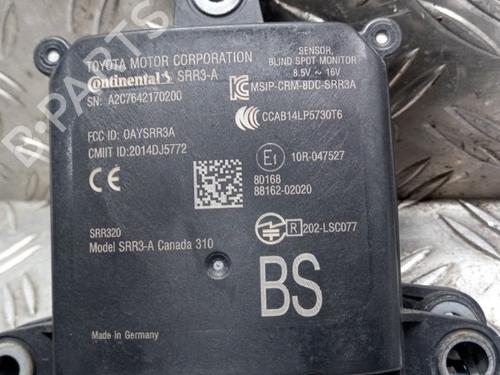 TOYOTA MOTOR CORPORATION
Continental SRR3-A
SN: A2C7642170200
SENSOR,
BLIND SPOT MONITOR
8.5V ~ 16V
MSIP-CRM-8DC-SRR3A
CCAB14LP5730T6
FCC ID: OAYSRR3A
CMIIT ID:2014DJ5772
CE
E1 10R-047527
80168
88162-02020
R 202-LSC077
SRR320
Model SRR3-A Canada 310
BS
Made in Germany